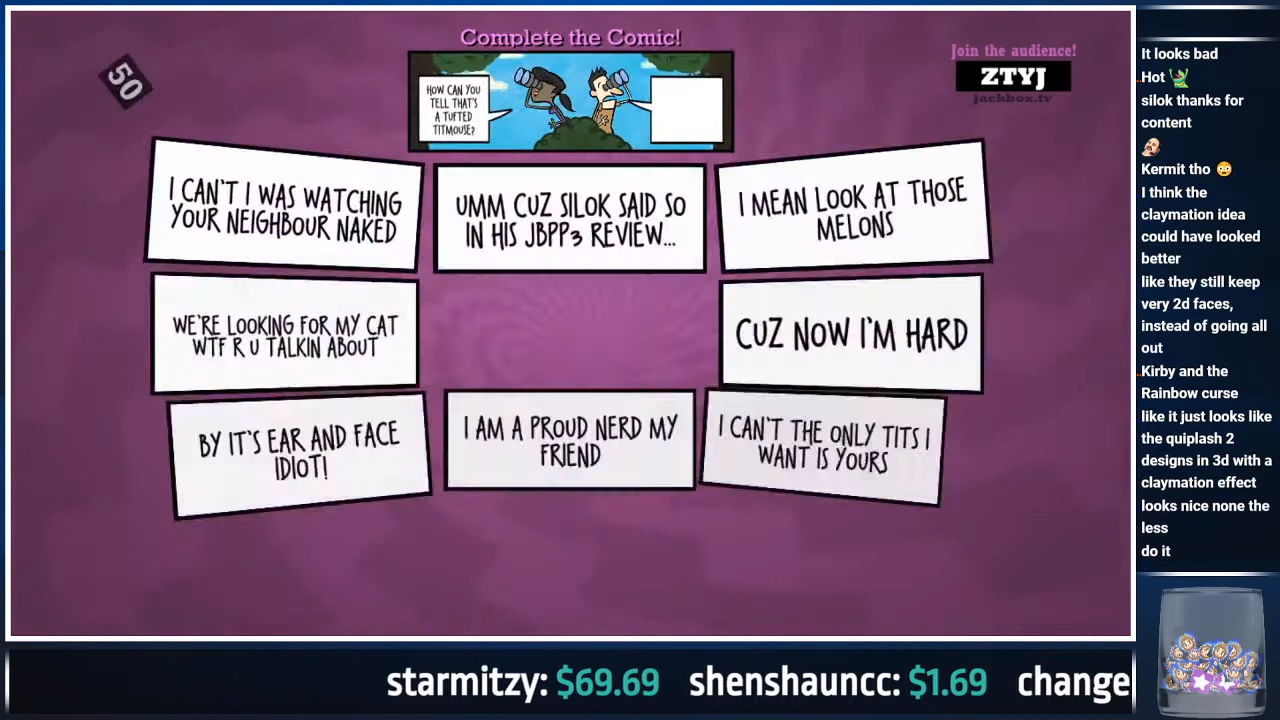 Complete the Comic!
50
HOW CAN YOU
TELL THAT'S
A TUFTED
TITMOUSE?
Join the audience!
ZTYJ
jackbox.tv
I CAN'T I WAS WATCHING
YOUR NEIGHBOUR NAKED
UMM CUZ SILOK SAID SO
IN HIS JBPP3 REVIEW...
I MEAN LOOK AT THOSE
MELONS
WE'RE LOOKING FOR MY CAT
WTF R U TALKIN ABOUT
CUZ NOW I'M HARD
BY IT'S EAR AND FACE
IDIOT!
I AM A PROUD NERD MY
FRIEND
I CAN'T THE ONLY TITS I
WANT IS YOURS
It looks bad
Hot
silok thanks for
content
Kermit tho
I think the
claymation idea
could have looked
better
like they still keep
very 2d faces,
instead of going all
out
Kirby and the
Rainbow curse
like it just looks like
the quiplash 2
designs in 3d with a
claymation effect
looks nice none the
less
do it
starmitzy: $69.69 shenshauncc: $1.69 change